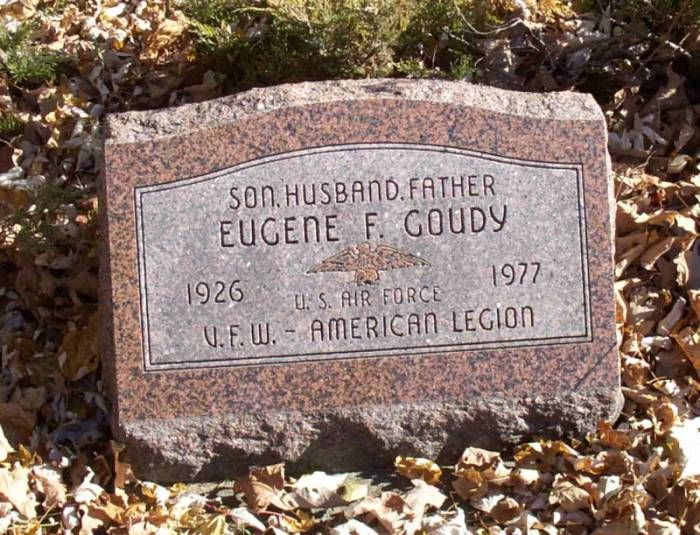 SON, HUSBAND, FATHER
EUGENE F. GOUDY
1926 1977
U.S. AIR FORCE
V.F.W. - AMERICAN LEGION